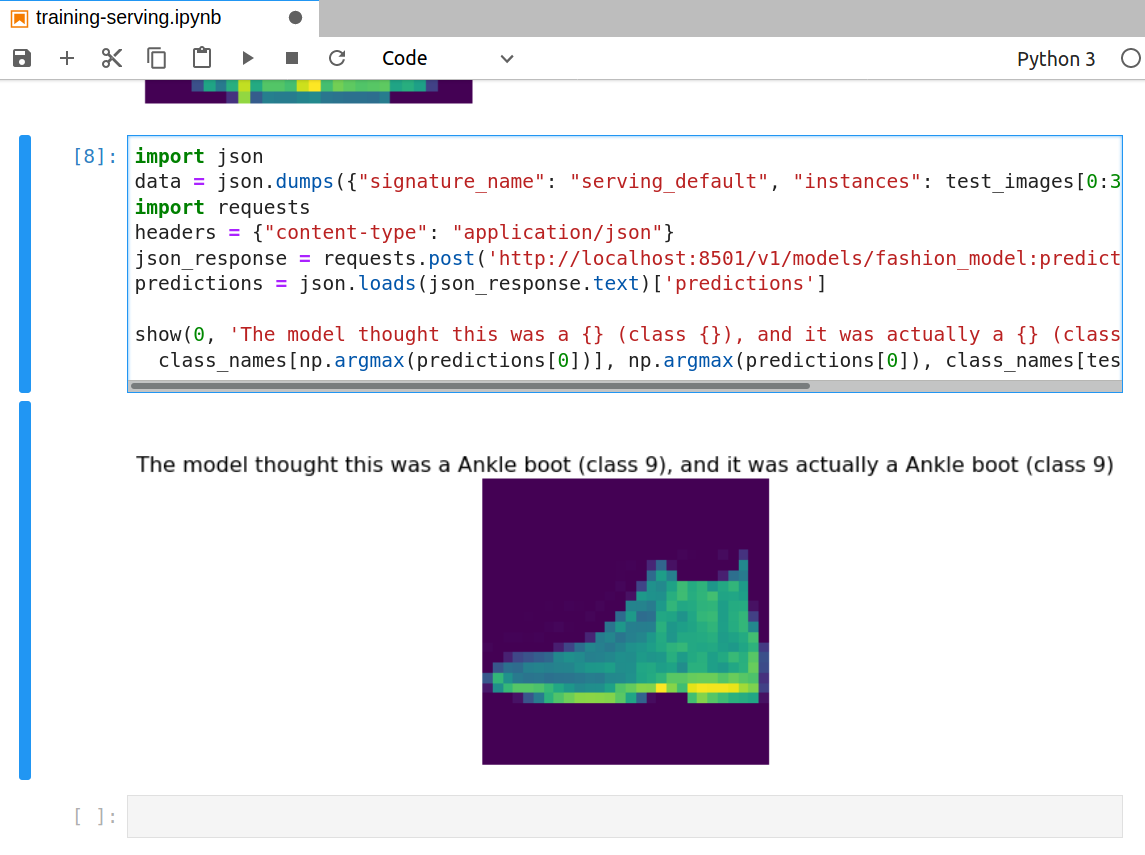 training-serving.ipynb
Code
Python 3
[8]:
import json
data = json.dumps({"signature_name": "serving_default", "instances": test_images[0:3
import requests
headers = {"content-type": "application/json"}
json_response = requests.post('http://localhost:8501/v1/models/fashion_model:predict
predictions = json.loads(json_response.text)['predictions']
show(0, 'The model thought this was a {} (class {}), and it was actually a {} (class
class_names[np.argmax(predictions[0])], np.argmax(predictions[0]), class_names[tes
The model thought this was a Ankle boot (class 9), and it was actually a Ankle boot (class 9)
[ ]: